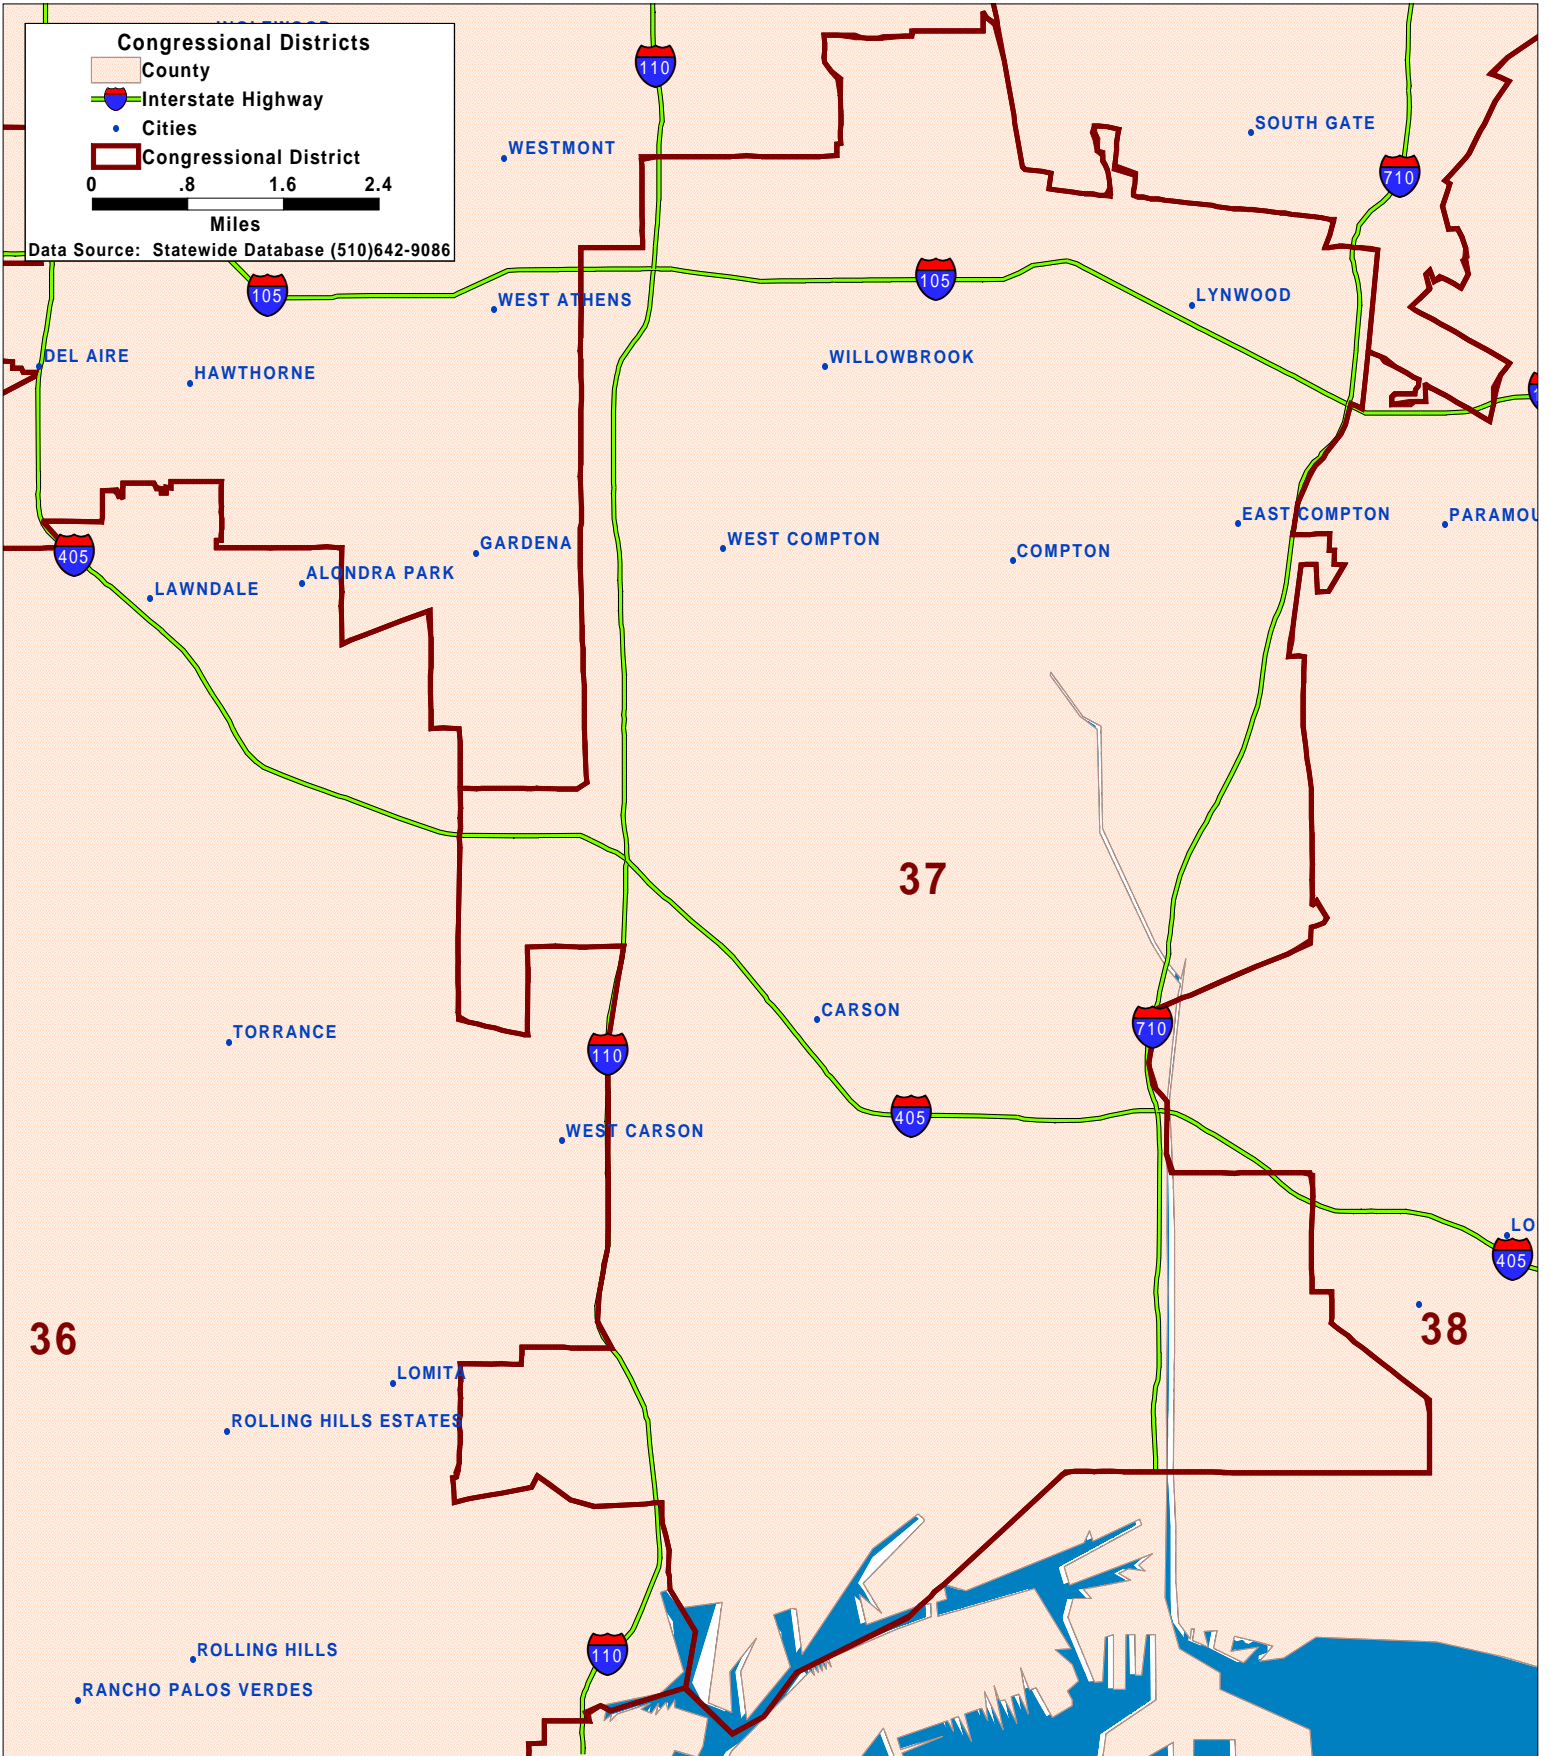 Congressional Districts
County
Interstate Highway
Cities
Congressional District
0 .8 1.6 2.4
Miles
Data Source: Statewide Database (510)642-9086
110
SOUTH GATE
WESTMONT
710
105
105
WEST ATHENS
LYNWOOD
DEL AIRE
HAWTHORNE
WILLOWBROOK
EAST COMPTON
PARAMOU
405
GARDENA
WEST COMPTON
COMPTON
ALONDRA PARK
LAWNDALE
37
CARSON
TORRANCE
710
110
405
WEST CARSON
LO
405
36
38
LOMITA
ROLLING HILLS ESTATES
ROLLING HILLS
110
RANCHO PALOS VERDES